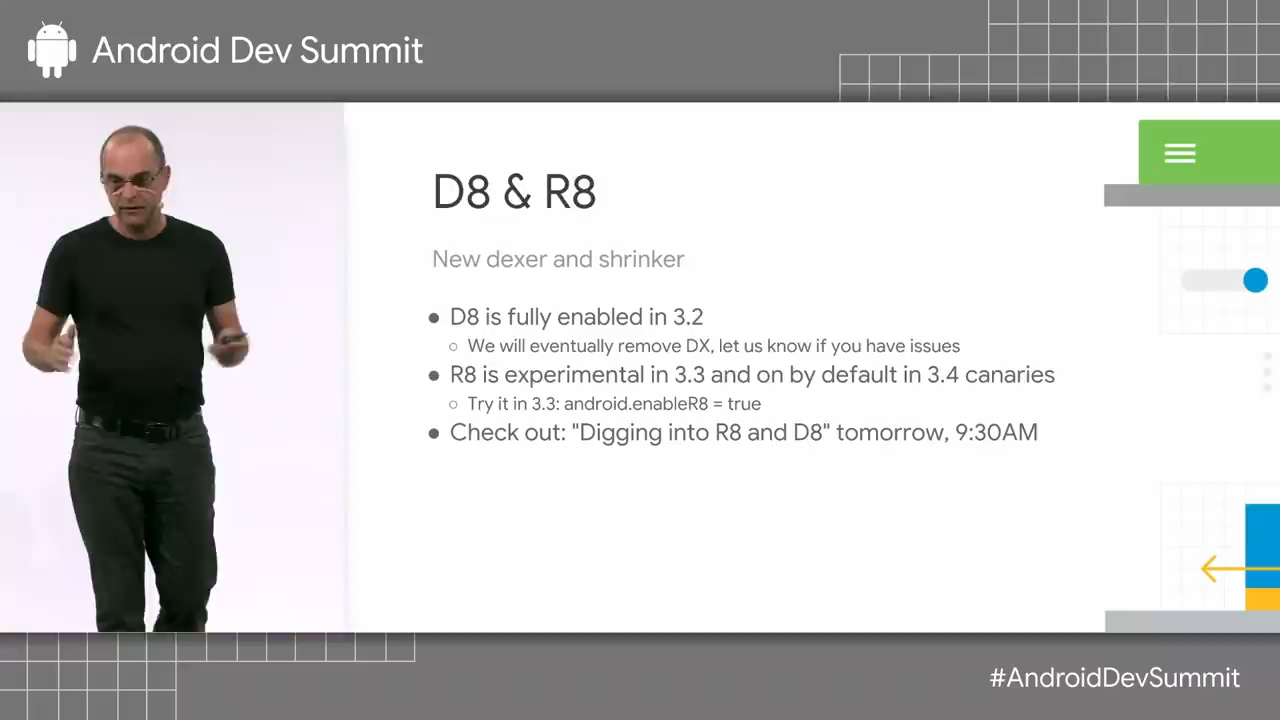 Android Dev Summit
D8 & R8
New dexer and shrinker
● D8 is fully enabled in 3.2
○ We will eventually remove DX, let us know if you have issues
● R8 is experimental in 3.3 and on by default in 3.4 canaries
○ Try it in 3.3: android.enableR8 = true
● Check out: "Digging into R8 and D8" tomorrow, 9:30AM
#AndroidDevSummit